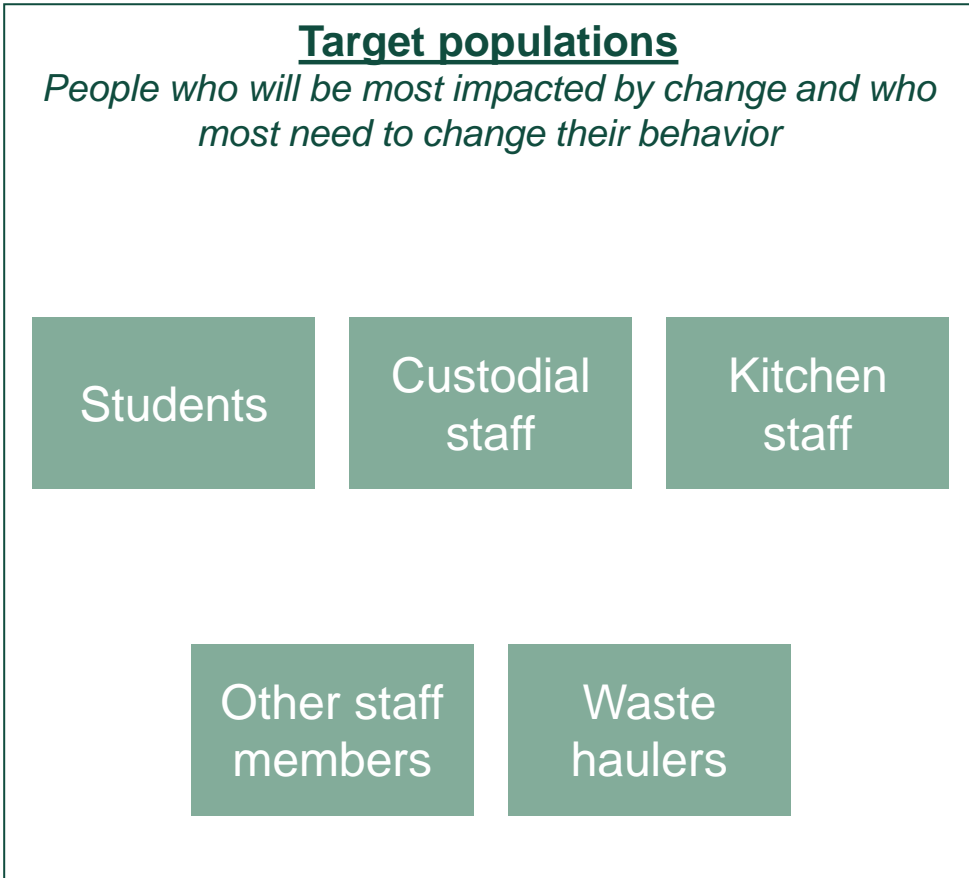 Target populations
People who will be most impacted by change and who
most need to change their behavior
Students
Custodial
staff
Kitchen
staff
Other staff
members
Waste
haulers